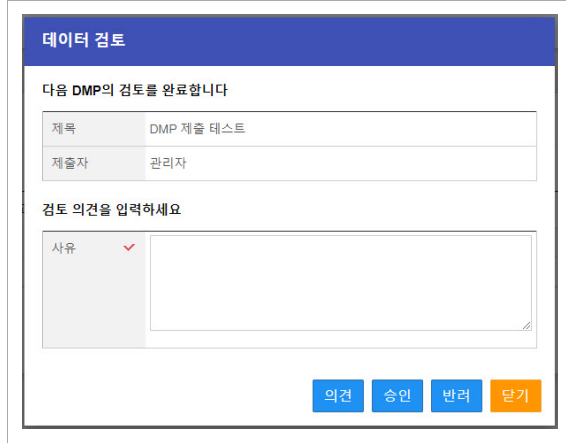 데이터 검토
다음 DMP의 검토를 완료합니다
제목 DMP 제출 테스트
제출자 관리자
검토 의견을 입력하세요
사유
의견 승인 반려 닫기